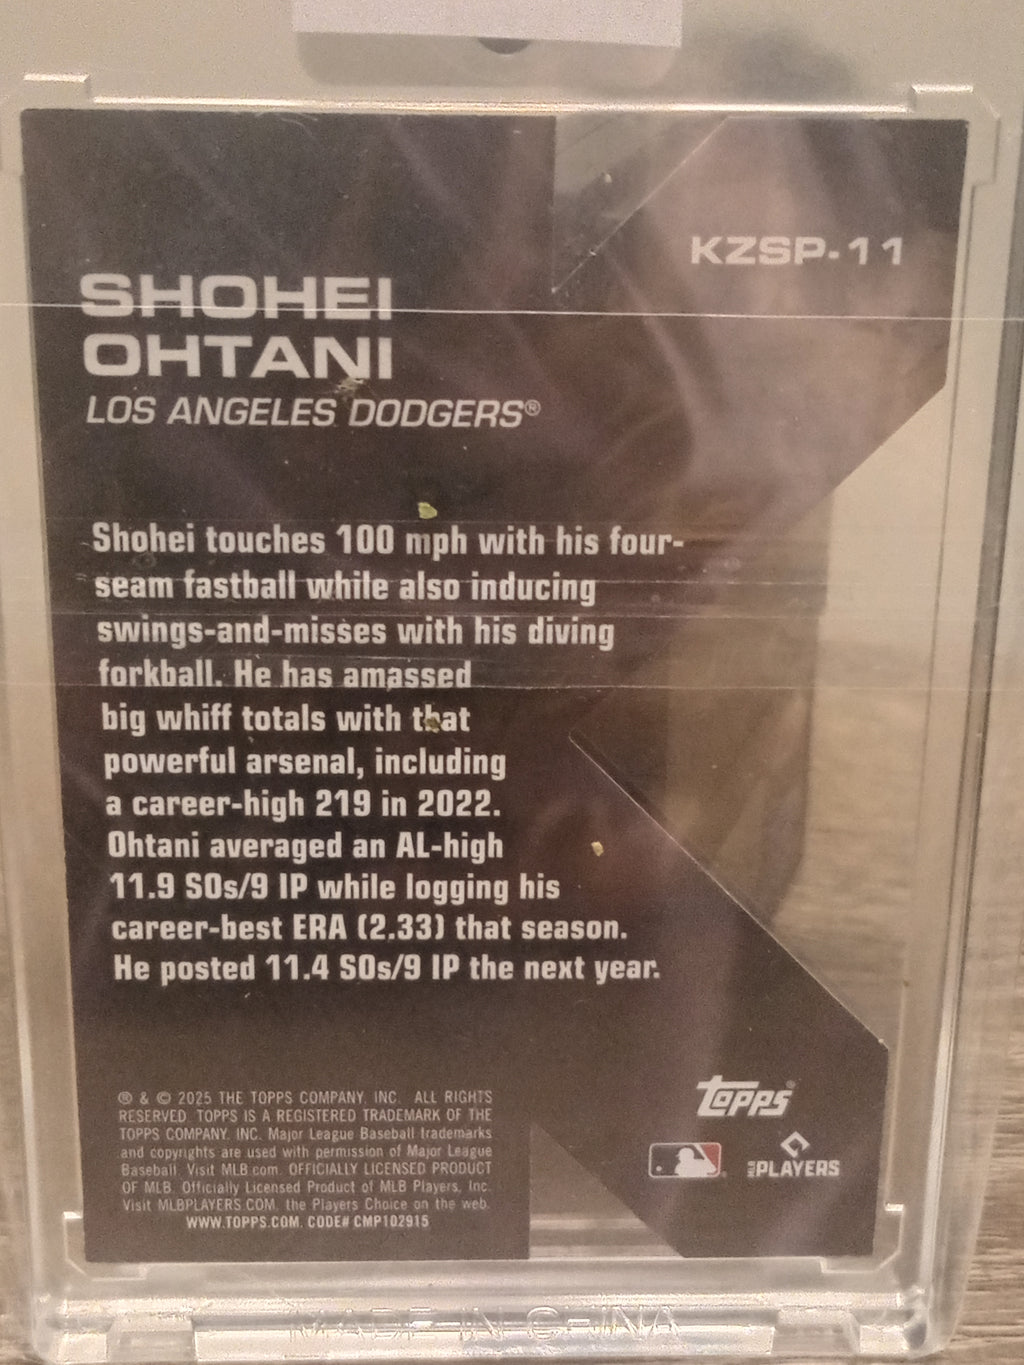 KZSP-11
SHOHEI
OHTANI
LOS ANGELES DODGERS®
Shohei touches 100 mph with his four-
seam fastball while also inducing
swings-and-misses with his diving
forkball. He has amassed
big whiff totals with that
powerful arsenal, including
a career-high 219 in 2022.
Ohtani averaged an AL-high
11.9 SOs/9 IP while logging his
career-best ERA (2.33) that season.
He posted 11.4 SOs/9 IP the next year.
® & © 2025 THE TOPPS COMPANY, INC. ALL RIGHTS
RESERVED. TOPPS IS A REGISTERED TRADEMARK OF THE
TOPPS COMPANY, INC. Major League Baseball trademarks
and copyrights are used with permission of Major League
Baseball. Visit MLB.com. OFFICIALLY LICENSED PRODUCT
OF MLB. Officially Licensed Product of MLB Players, Inc.
Visit MLBPLAYERS.COM, the Players Choice on the web.
WWW.TOPPS.COM. CODE# CMP102915
TOPPS®
MLB PLAYERS
MADE IN CHINA